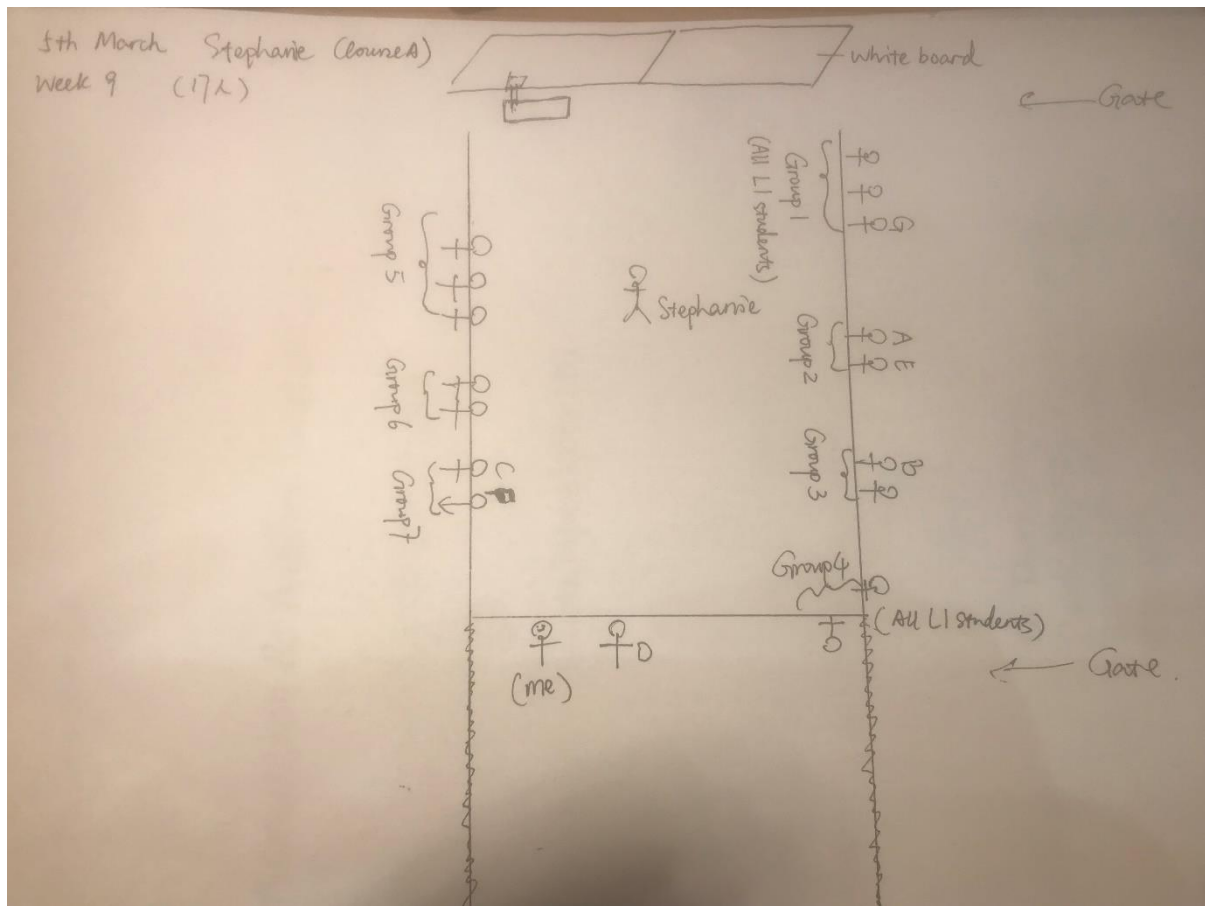 5th March Stephanie (Course A)
Week 9 (17人)
White board
Gate
Group 1
(All L1 students)
G
Group 5
Stephanie
A
E
Group 2
Group 6
B
Group 3
C
Group 7
Group 4
(All L1 students)
D
(me)
Gate